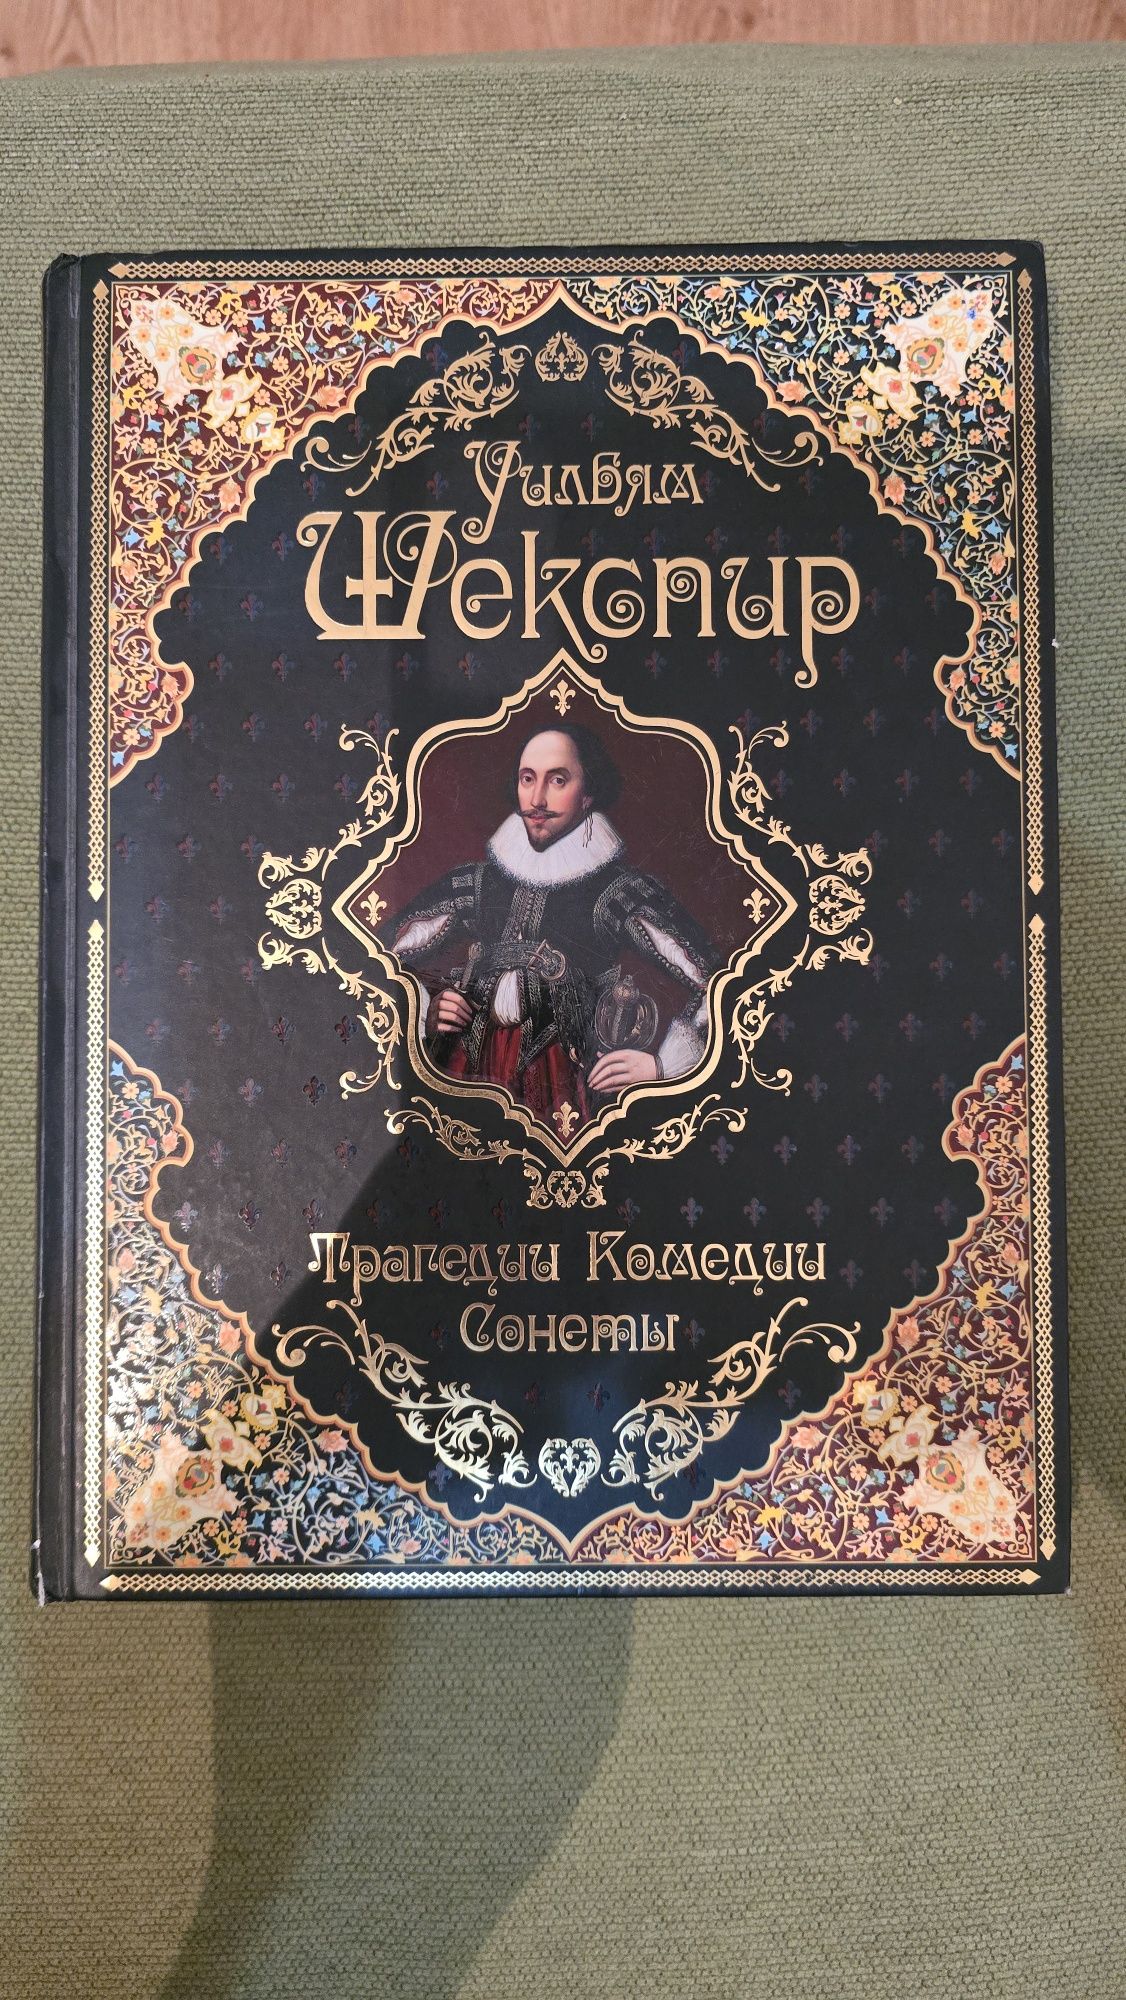 Уильям
Шекспир
Трагедии Комедии
Сонеты